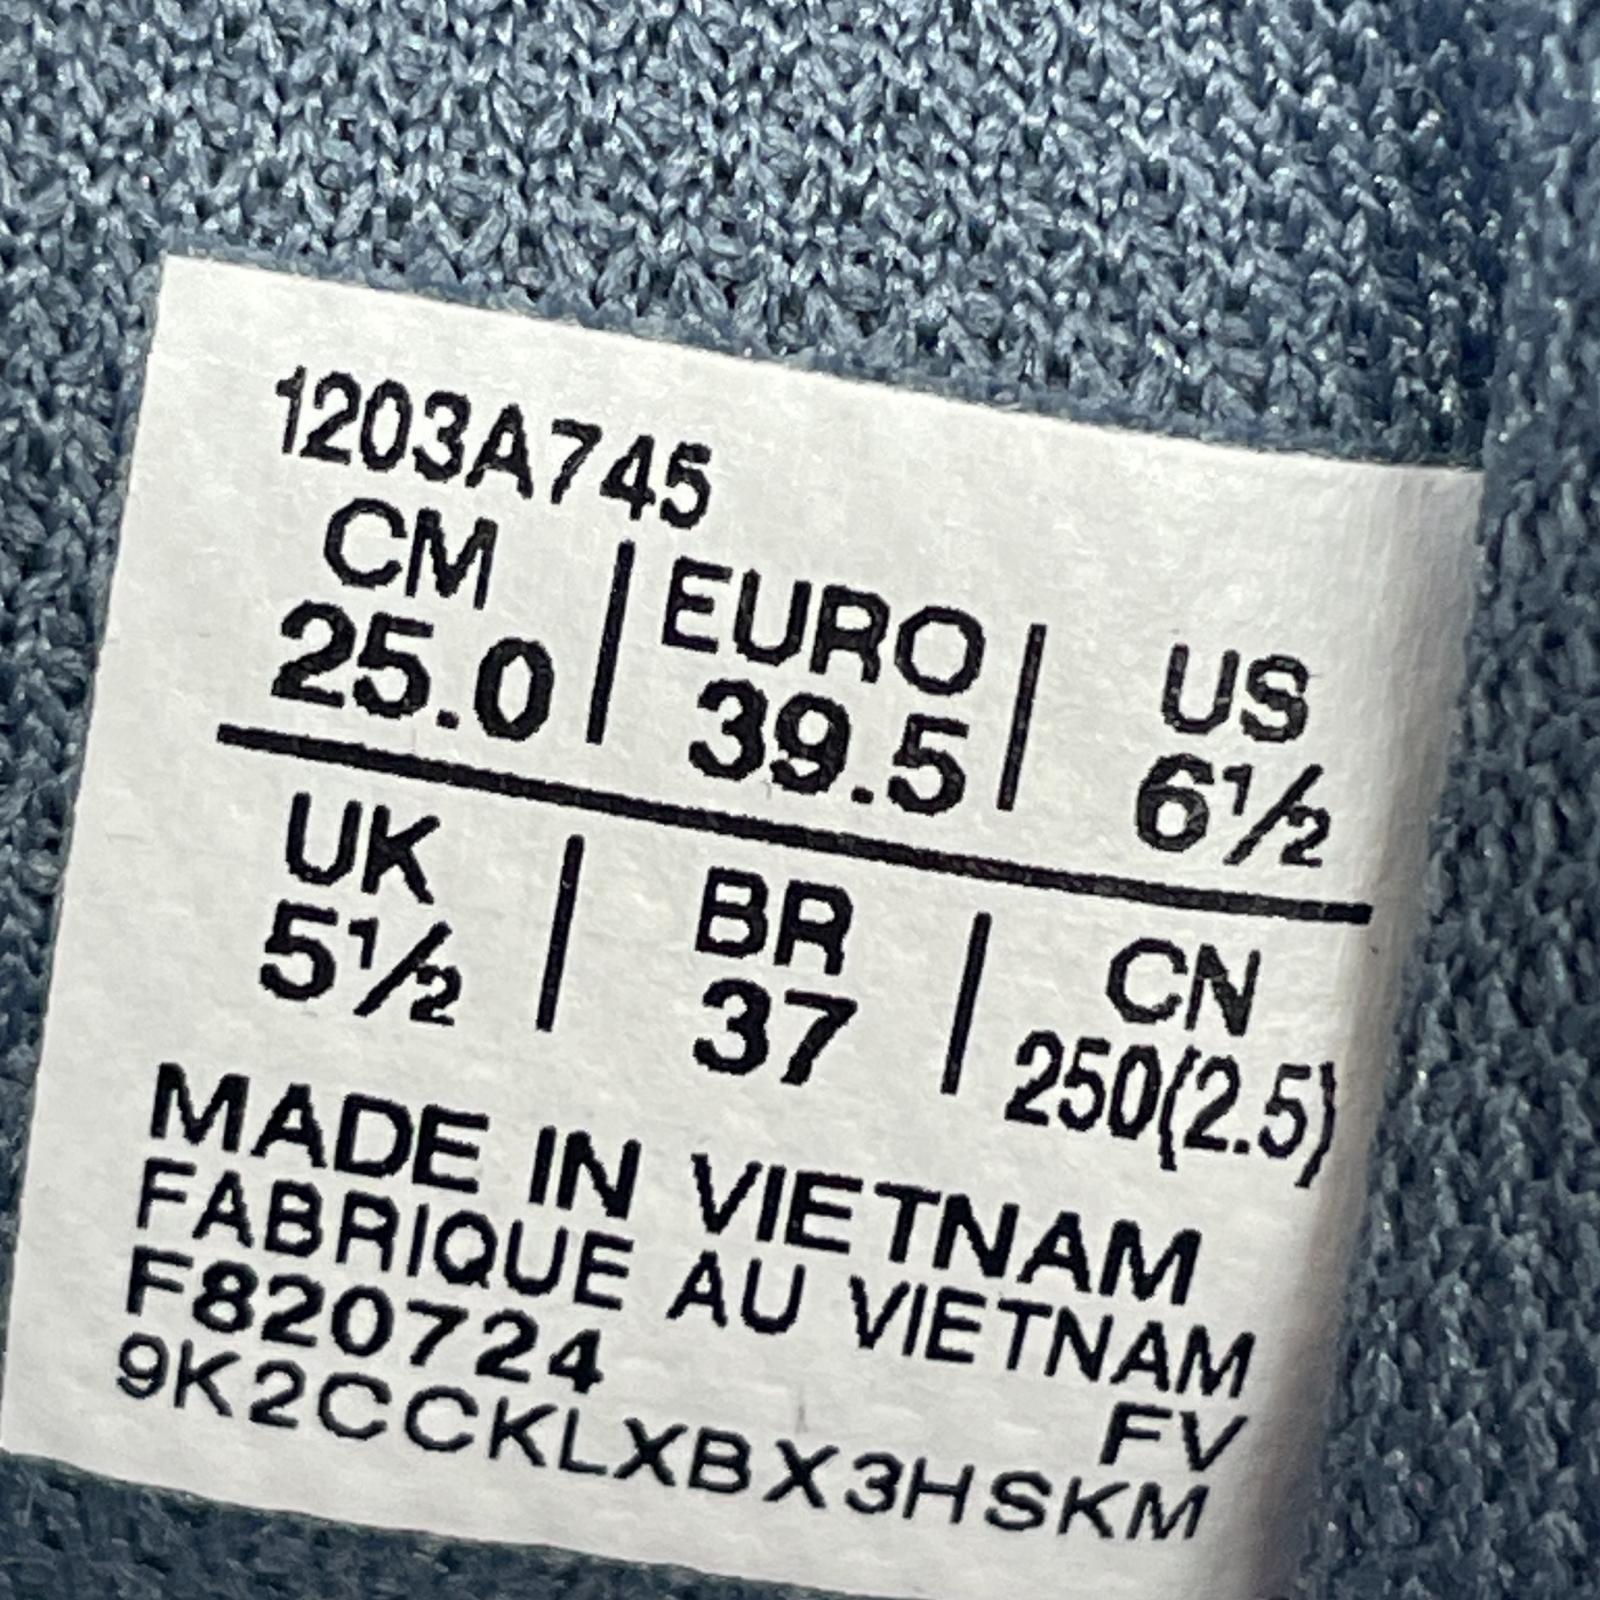 1203A745
CM | EURO | US
25.0 | 39.5 | 6½
UK | BR | CN
5½ | 37 | 250(2.5)
MADE IN VIETNAM
FABRIQUE AU VIETNAM
F820724 FV
9K2CCKLXBX3HSKM